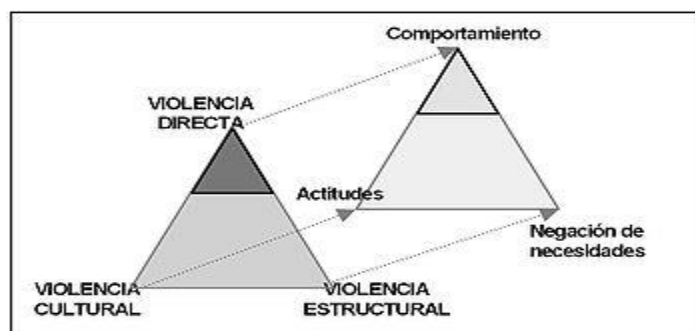 Comportamiento
VIOLENCIA
DIRECTA
Actitudes
Negación de
necesidades
VIOLENCIA
CULTURAL
VIOLENCIA
ESTRUCTURAL